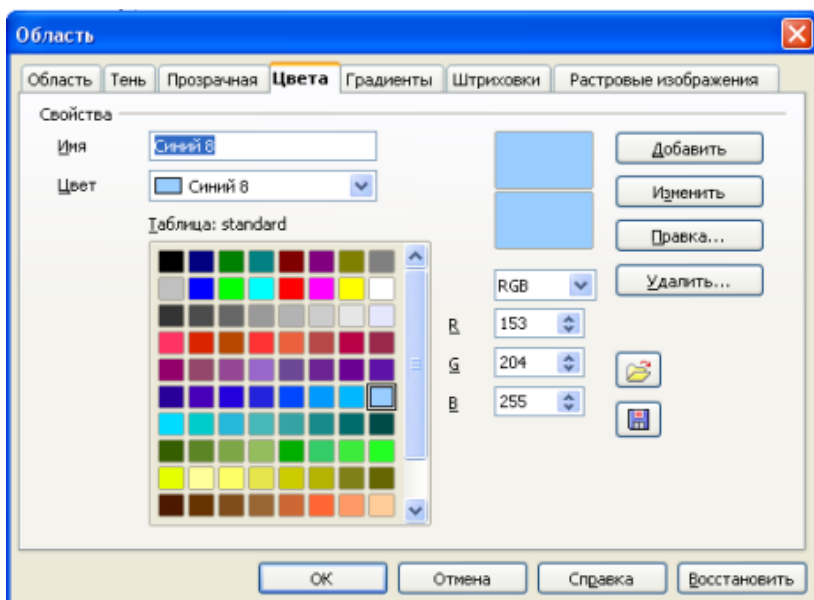 Область
Область Тень Прозрачная Цвета Градиенты Штриховки Растровые изображения
Свойства
Имя Синий 8 Добавить
Цвет Синий 8 Изменить
Таблица: standard Правка...
RGB Удалить...
R 153
G 204
B 255
OK Отмена Справка Восстановить